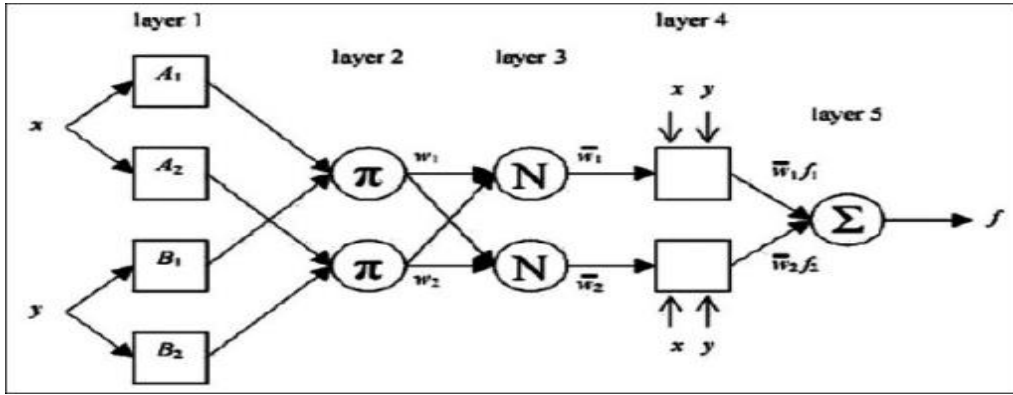 layer 1
layer 2
layer 3
layer 4
layer 5
x
y
A₁
A₂
B₁
B₂
π
π
w₁
w₂
N
N
w̅₁
w̅₂
x y
x y
w̅₁f₁
w̅₂f₂
Σ
f